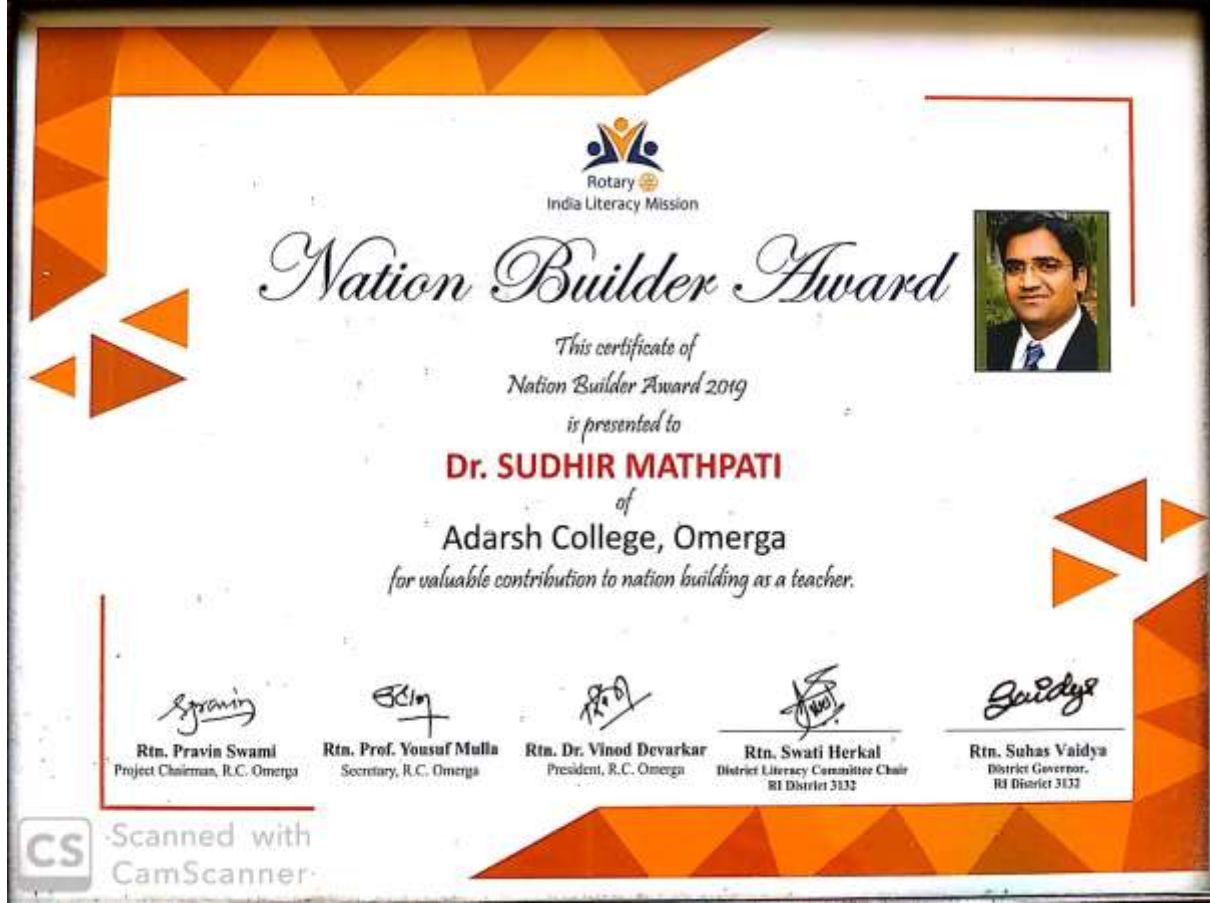 Rotary
India Literacy Mission
Nation Builder Award
This certificate of
Nation Builder Award 2019
is presented to
Dr. SUDHIR MATHPATI
of
Adarsh College, Omerga
for valuable contribution to nation building as a teacher.
Rtn. Pravin Swami
Project Chairman, R.C. Omerga
Rtn. Prof. Yousuf Mulla
Secretary, R.C. Omerga
Rtn. Dr. Vinod Devarkar
President, R.C. Omerga
Rtn. Swati Herkal
District Literacy Committee Chair
RI District 3132
Rtn. Suhas Vaidya
District Governor,
RI District 3132
CS
Scanned with
CamScanner